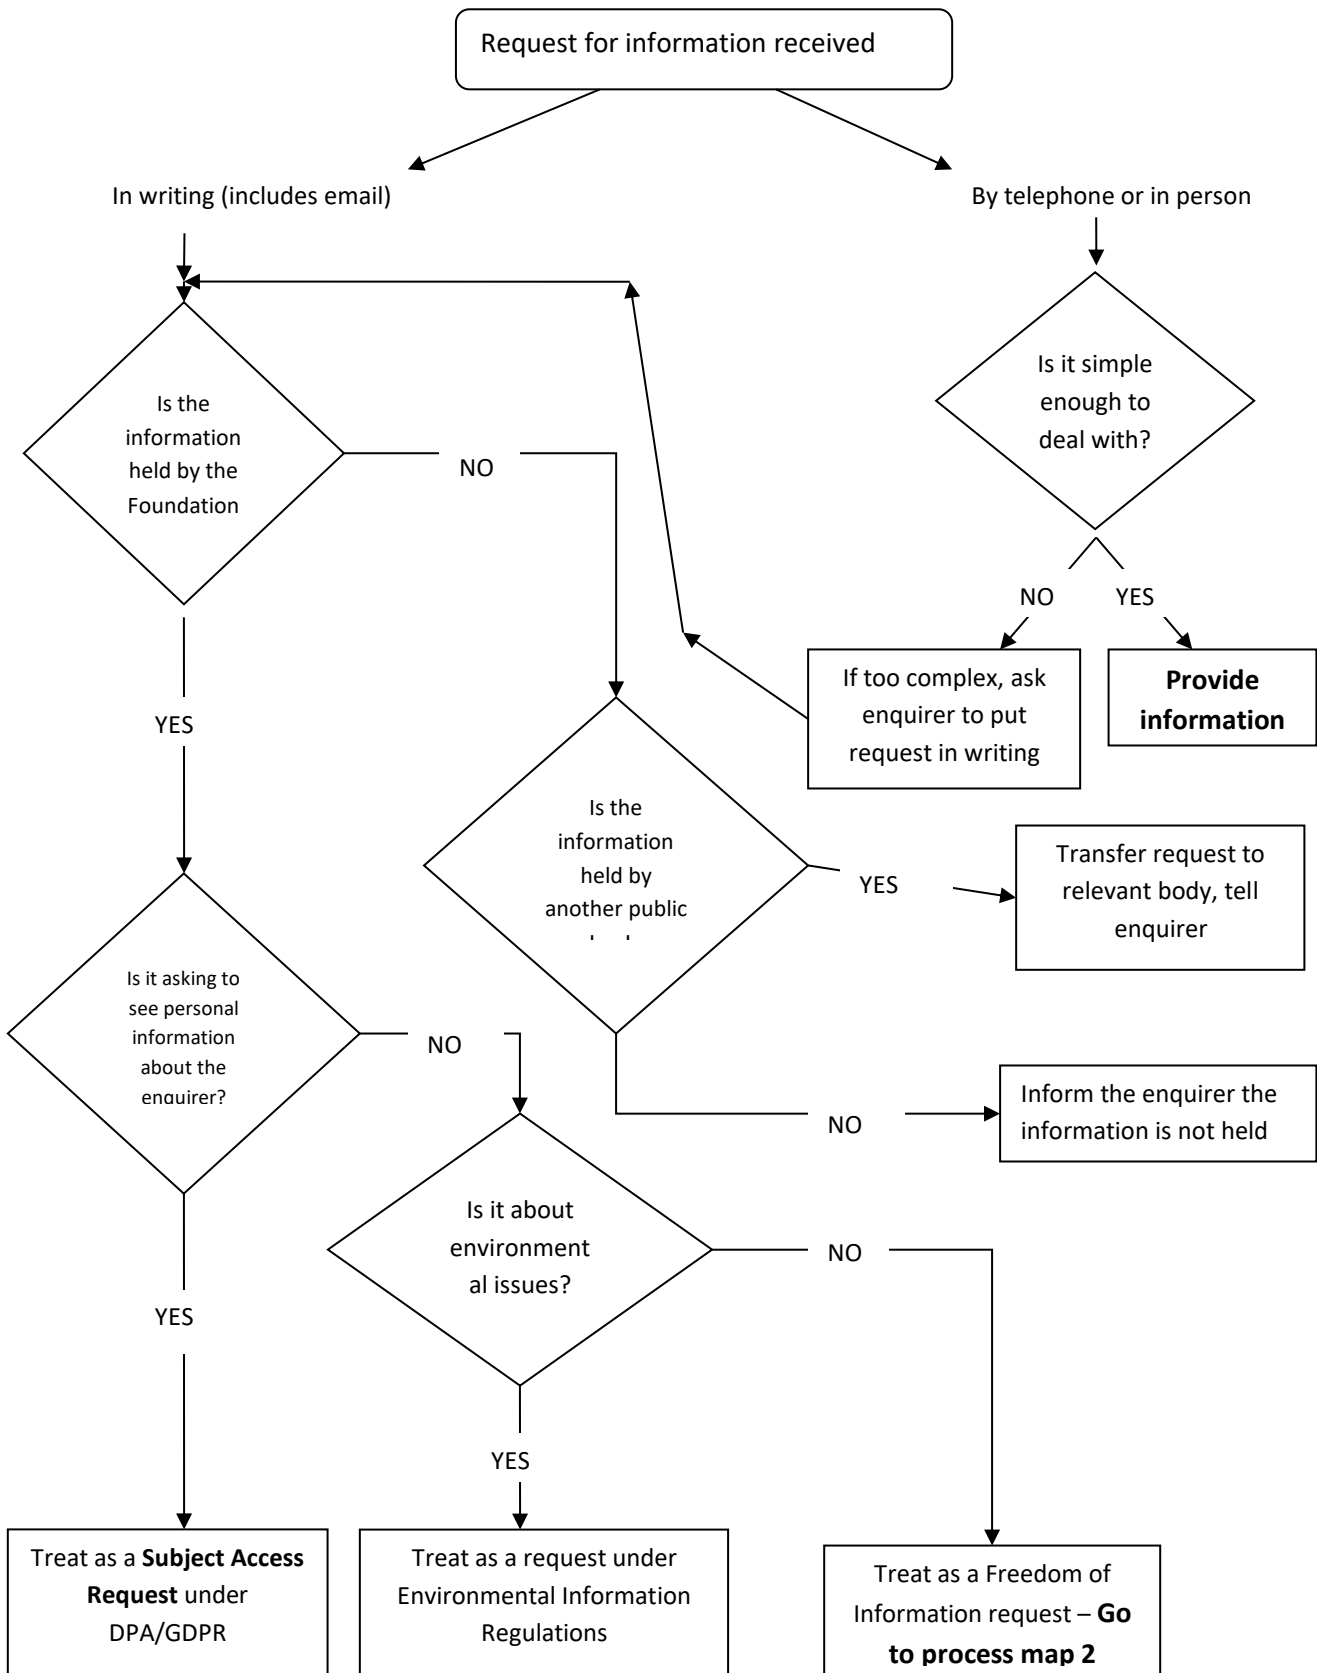 Request for information received
In writing (includes email)
By telephone or in person
Is it simple
enough to
deal with?
Is the
information
held by the
Foundation
NO
NO
YES
If too complex, ask
enquirer to put
request in writing
Provide
information
YES
Is the
information
held by
another public
YES
Transfer request to
relevant body, tell
enquirer
Is it asking to
see personal
information
about the
enquirer?
NO
NO
Inform the enquirer the
information is not held
Is it about
environment
al issues?
NO
YES
YES
Treat as a Subject Access
Request under
DPA/GDPR
Treat as a request under
Environmental Information
Regulations
Treat as a Freedom of
Information request – Go
to process map 2